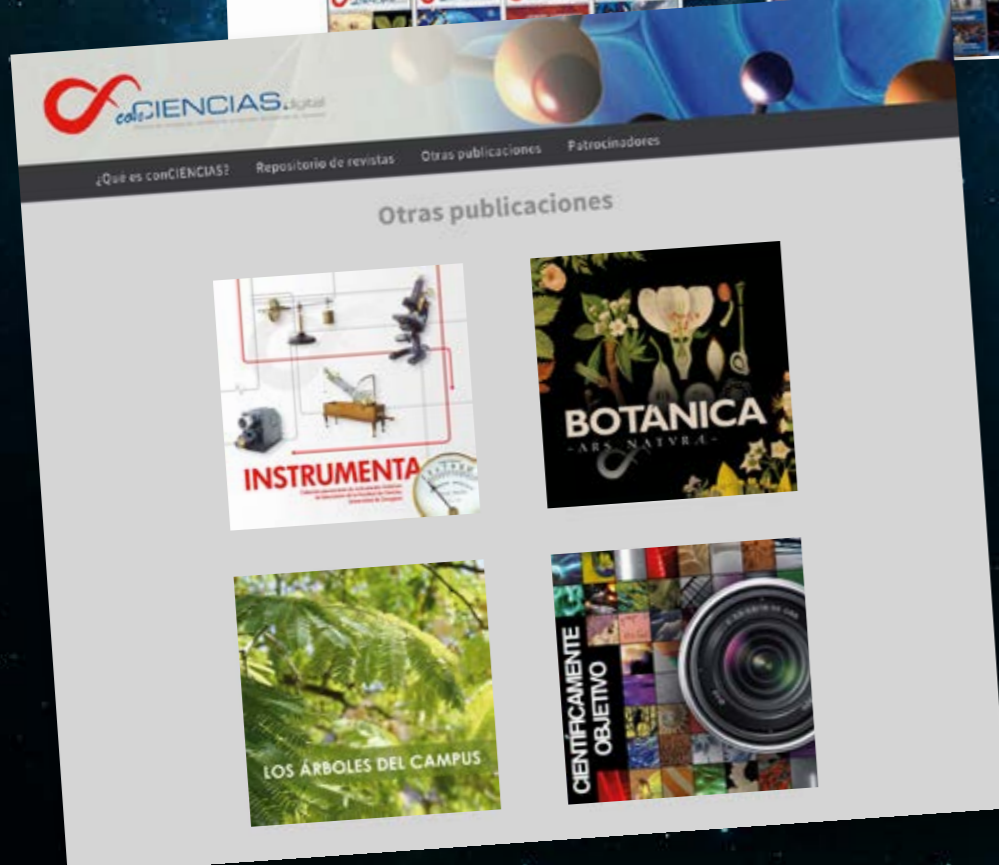 conCIENCIAS.digital
¿Qué es conCIENCIAS?
Repositorio de revistas
Otras publicaciones
Patrocinadores
Otras publicaciones
INSTRUMENTA
BOTANICA
-ARS NATVRÆ-
LOS ÁRBOLES DEL CAMPUS
CIENTÍFICAMENTE
OBJETIVO